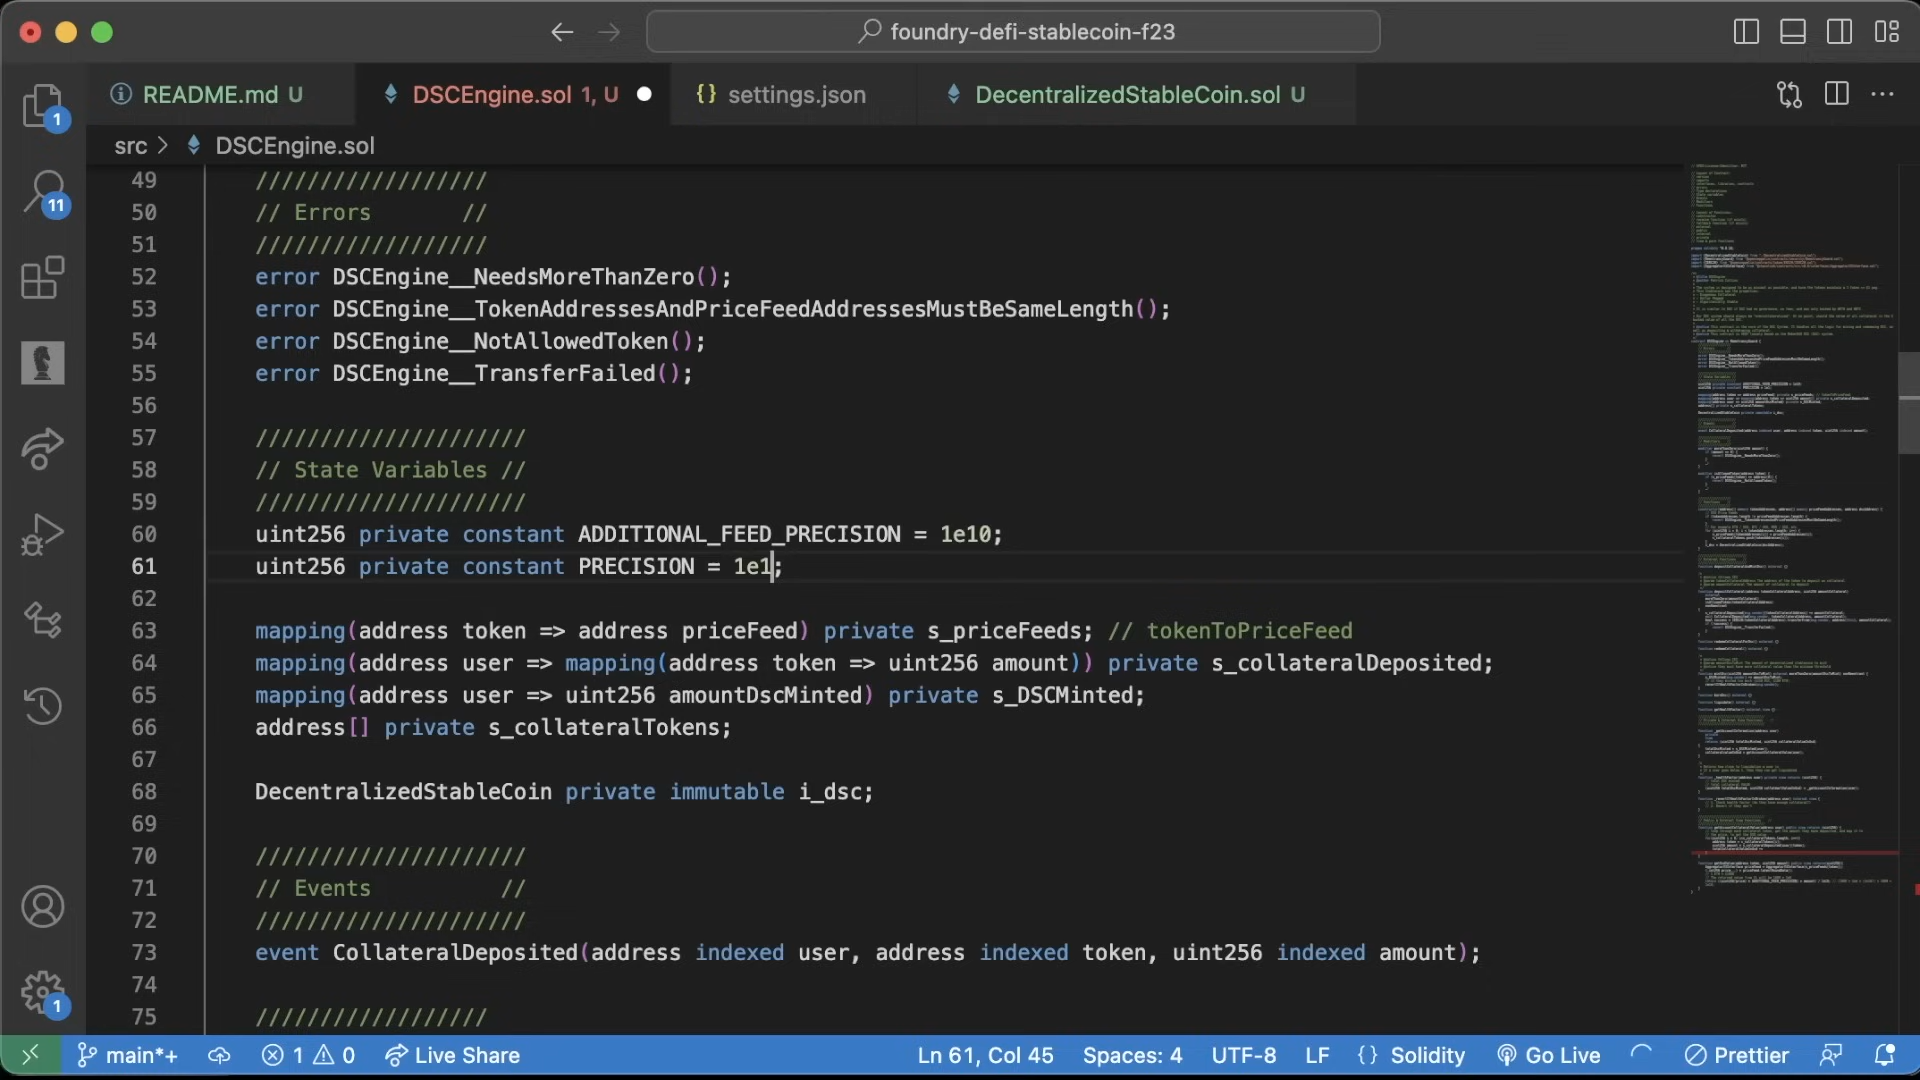 foundry-defi-stablecoin-f23
README.md U
DSCEngine.sol 1, U
{} settings.json
DecentralizedStableCoin.sol U
1
src > DSCEngine.sol
11
49 //////////////////
50 // Errors       //
51 //////////////////
52 error DSCEngine__NeedsMoreThanZero();
53 error DSCEngine__TokenAddressesAndPriceFeedAddressesMustBeSameLength();
54 error DSCEngine__NotAllowedToken();
55 error DSCEngine__TransferFailed();
56
57 /////////////////////
58 // State Variables //
59 /////////////////////
60 uint256 private constant ADDITIONAL_FEED_PRECISION = 1e10;
61 uint256 private constant PRECISION = 1e1;
62
63 mapping(address token => address priceFeed) private s_priceFeeds; // tokenToPriceFeed
64 mapping(address user => mapping(address token => uint256 amount)) private s_collateralDeposited;
65 mapping(address user => uint256 amountDscMinted) private s_DSCMinted;
66 address[] private s_collateralTokens;
67
68 DecentralizedStableCoin private immutable i_dsc;
69
70 /////////////////////
71 // Events          //
72 /////////////////////
73 event CollateralDeposited(address indexed user, address indexed token, uint256 indexed amount);
74
75 //////////////////
1
main*+
1 0
Live Share
Ln 61, Col 45
Spaces: 4
UTF-8
LF
{} Solidity
Go Live
Prettier